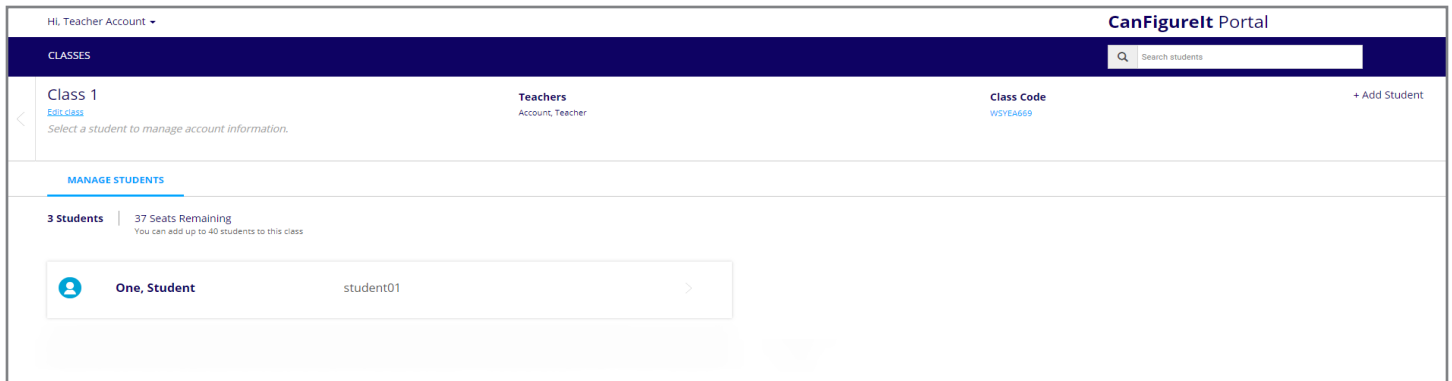 Hi, Teacher Account
CanFigureIt Portal
CLASSES
Search students
Class 1
Edit class
Select a student to manage account information.
Teachers
Account, Teacher
Class Code
WSYEA669
+ Add Student
MANAGE STUDENTS
3 Students
37 Seats Remaining
You can add up to 40 students to this class
One, Student
student01